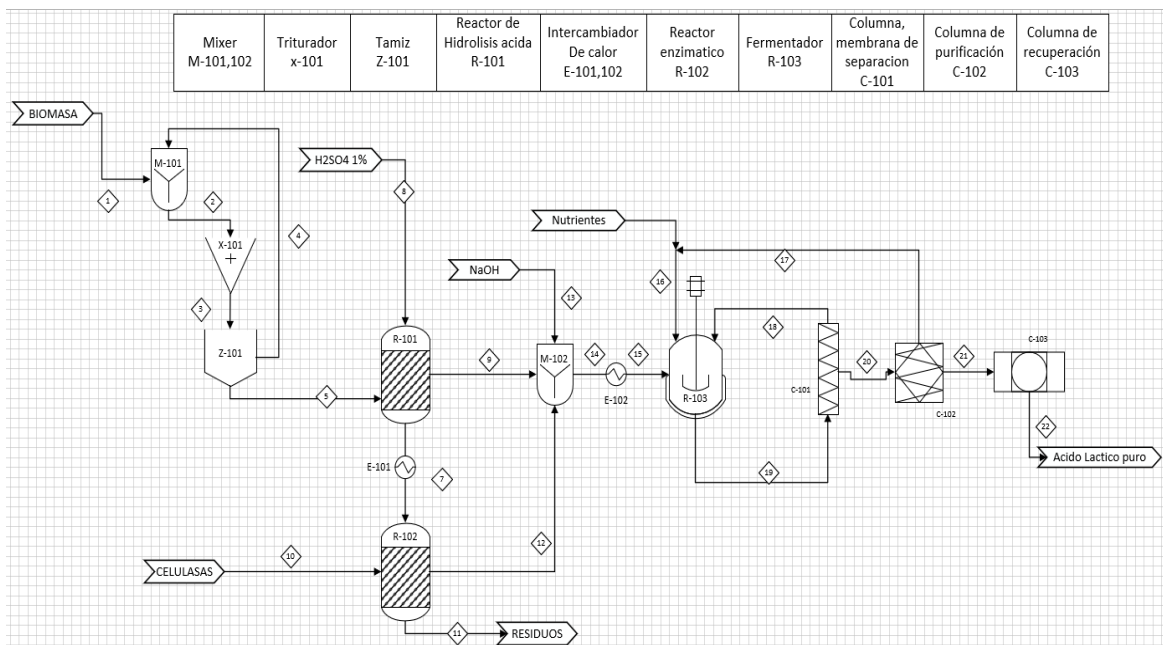 Mixer
M-101,102
Triturador
x-101
Tamiz
Z-101
Reactor de
Hidrolisis acida
R-101
Intercambiador
De calor
E-101,102
Reactor
enzimatico
R-102
Fermentador
R-103
Columna,
membrana de
separacion
C-101
Columna de
purificación
C-102
Columna de
recuperación
C-103
BIOMASA
M-101
H2SO4 1%
1
2
8
4
X-101
Nutrientes
3
Z-101
NaOH
13
16
17
R-101
18
9
M-102
14
15
R-103
E-102
5
C-101
20
C-102
21
C-103
22
E-101
7
19
Acido Lactico puro
R-102
12
CELULASAS
10
11
RESIDUOS